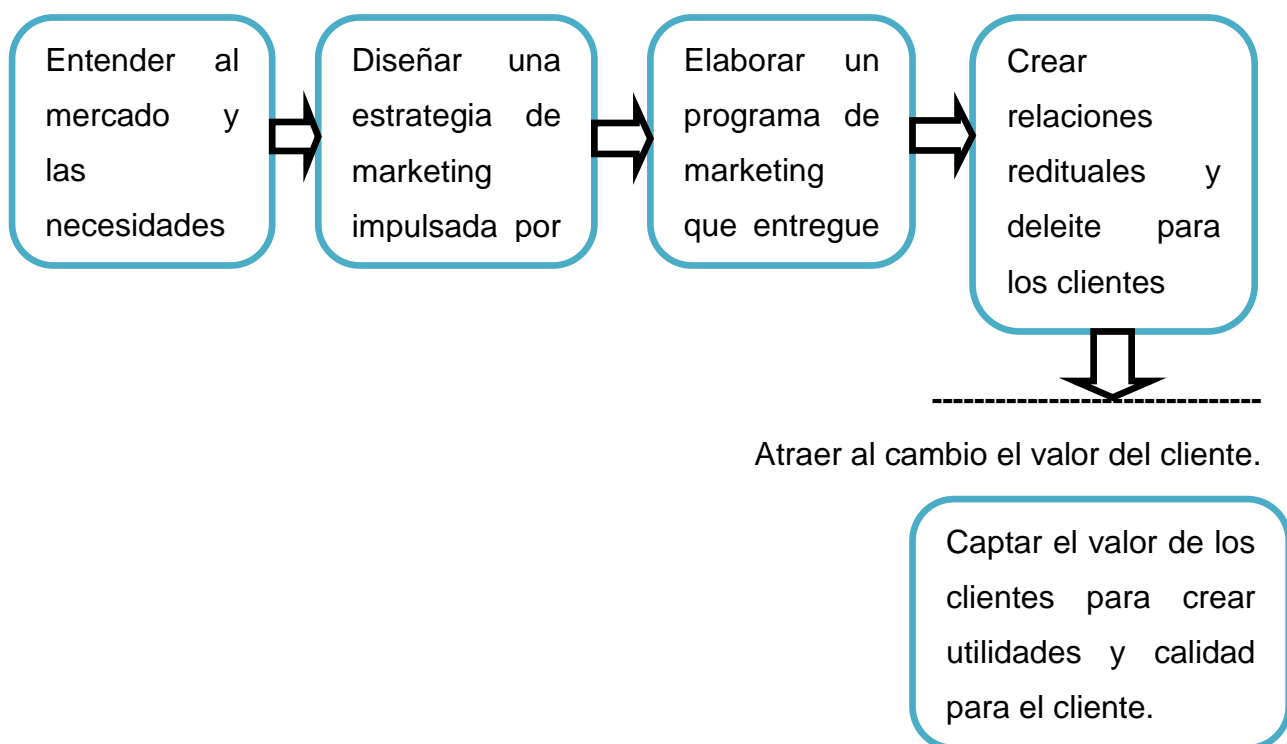 Entender al
mercado y
las
necesidades
Diseñar una
estrategia de
marketing
impulsada por
Elaborar un
programa de
marketing
que entregue
Crear
relaciones
redituales y
deleite para
los clientes
Atraer al cambio el valor del cliente.
Captar el valor de los
clientes para crear
utilidades y calidad
para el cliente.